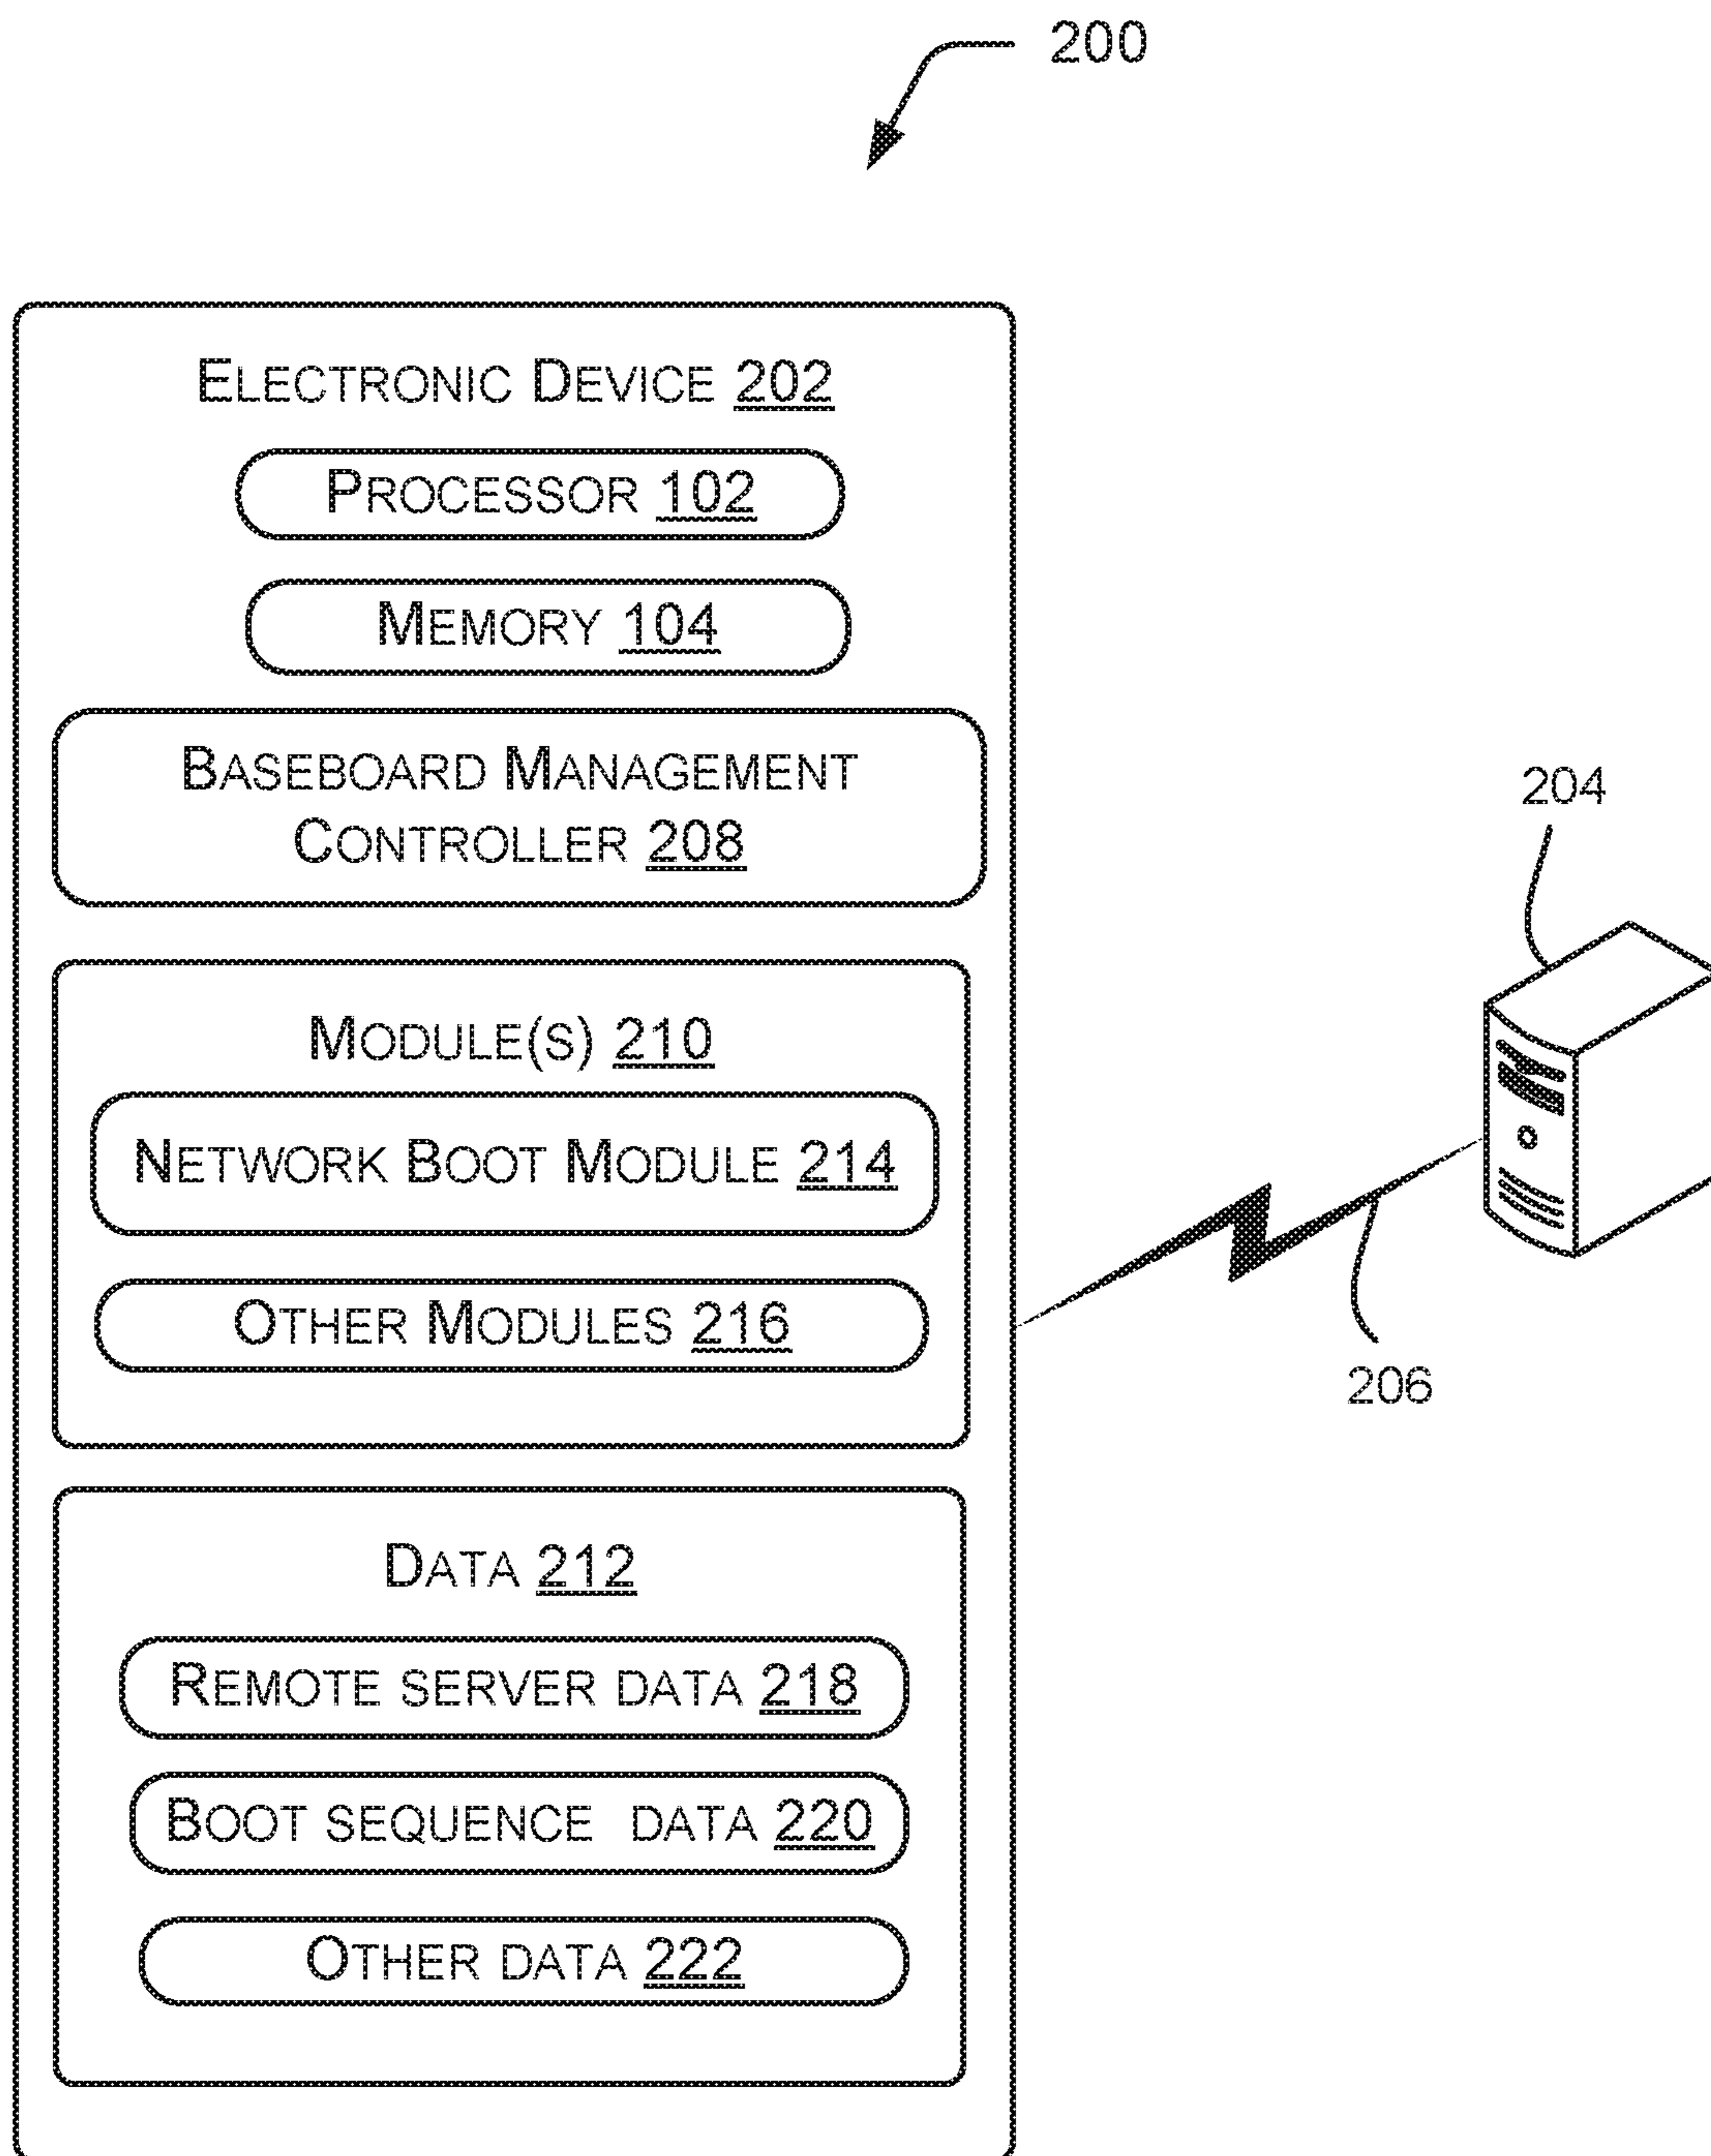 200
ELECTRONIC DEVICE 202
PROCESSOR 102
MEMORY 104
BASEBOARD MANAGEMENT
CONTROLLER 208
MODULE(S) 210
NETWORK BOOT MODULE 214
OTHER MODULES 216
DATA 212
REMOTE SERVER DATA 218
BOOT SEQUENCE DATA 220
OTHER DATA 222
204
206